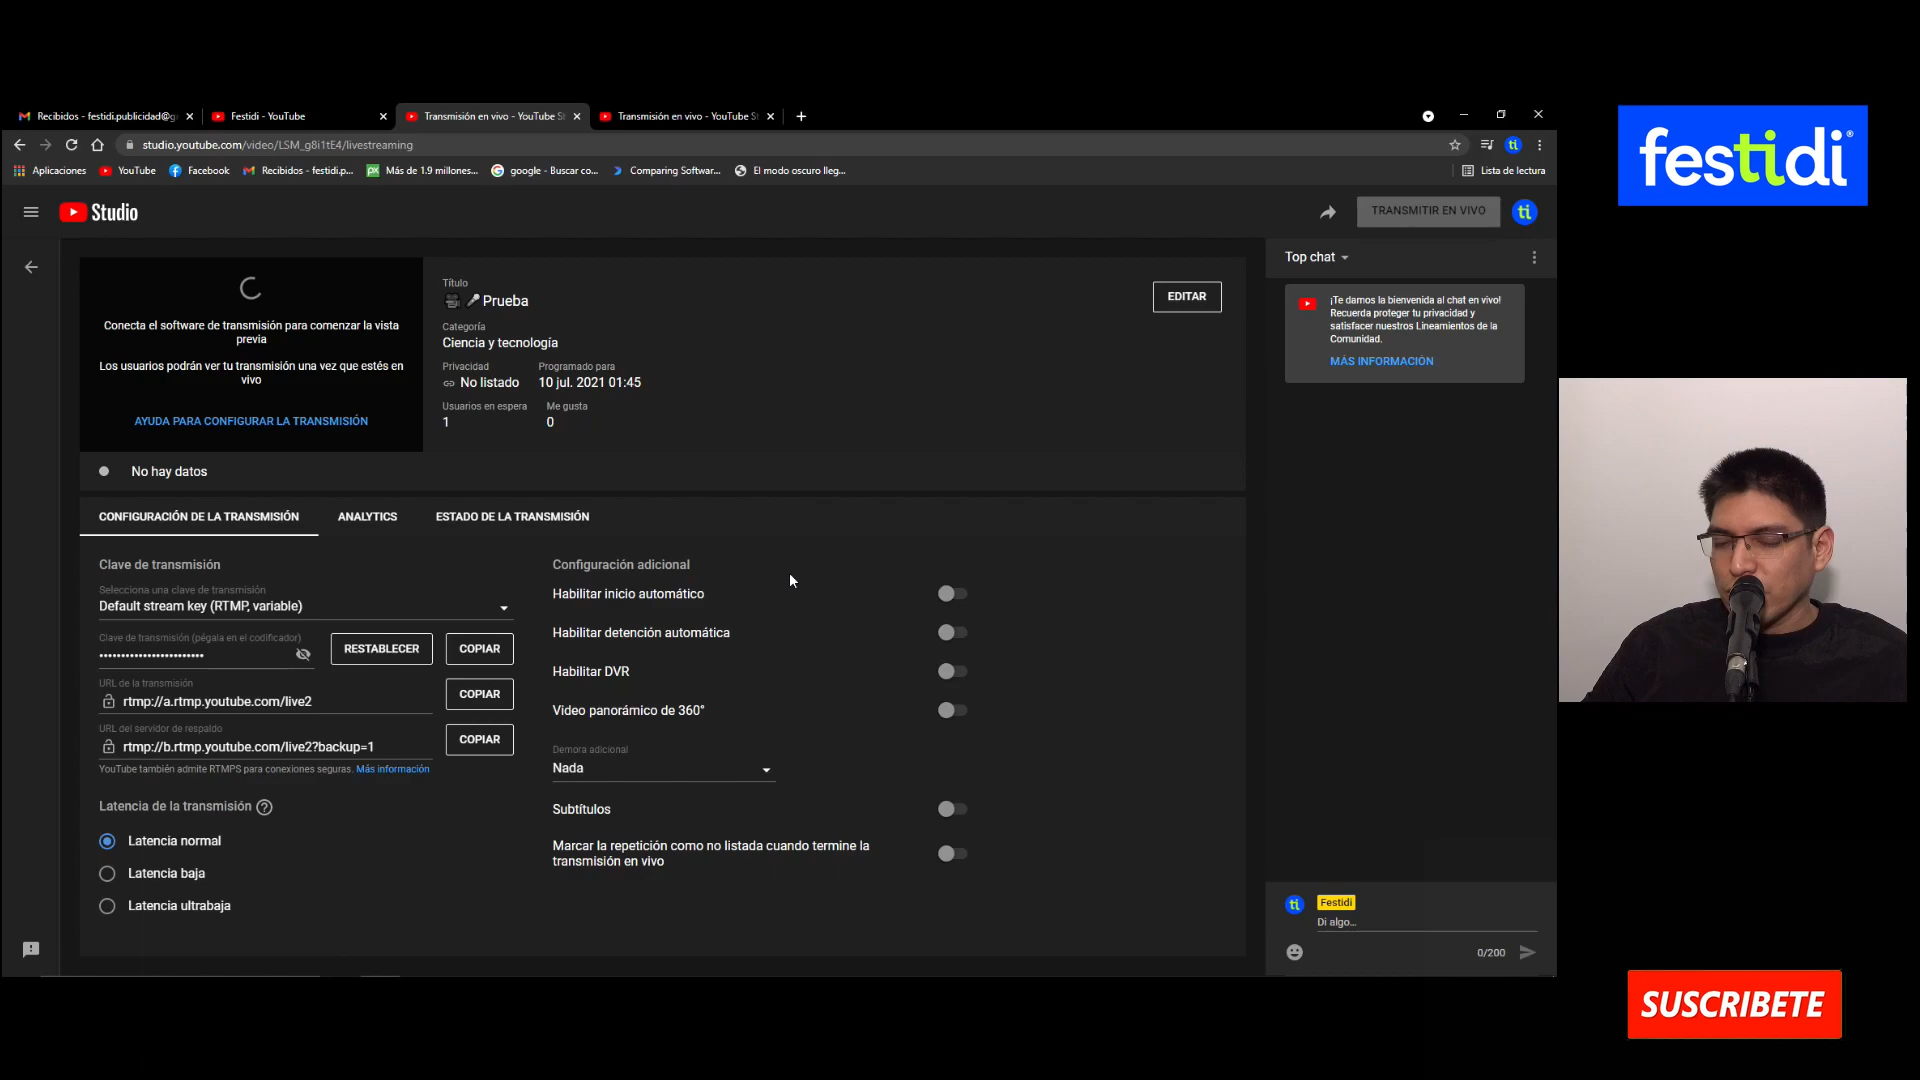 Recibidos - festidi.publicidad@g
Festidi - YouTube
Transmisión en vivo - YouTube S
Transmisión en vivo - YouTube S
studio.youtube.com/video/LSM_g8i1tE4/livestreaming
Aplicaciones
YouTube
Facebook
Recibidos - festidi.p...
Más de 1.9 millones...
google - Buscar co...
Comparing Softwar...
El modo oscuro lleg...
Lista de lectura
Studio
TRANSMITIR EN VIVO
ti
Conecta el software de transmisión para comenzar la vista
previa
Los usuarios podrán ver tu transmisión una vez que estés en
vivo
AYUDA PARA CONFIGURAR LA TRANSMISIÓN
Título
Prueba
EDITAR
Categoría
Ciencia y tecnología
Privacidad
Programado para
No listado
10 jul. 2021 01:45
Usuarios en espera
Me gusta
1
0
No hay datos
CONFIGURACIÓN DE LA TRANSMISIÓN
ANALYTICS
ESTADO DE LA TRANSMISIÓN
Clave de transmisión
Selecciona una clave de transmisión
Default stream key (RTMP, variable)
Clave de transmisión (pégala en el codificador)
RESTABLECER
COPIAR
URL de la transmisión
rtmp://a.rtmp.youtube.com/live2
COPIAR
URL del servidor de respaldo
rtmp://b.rtmp.youtube.com/live2?backup=1
COPIAR
YouTube también admite RTMPS para conexiones seguras. Más información
Latencia de la transmisión
Latencia normal
Latencia baja
Latencia ultrabaja
Configuración adicional
Habilitar inicio automático
Habilitar detención automática
Habilitar DVR
Video panorámico de 360°
Demora adicional
Nada
Subtítulos
Marcar la repetición como no listada cuando termine la
transmisión en vivo
Top chat
¡Te damos la bienvenida al chat en vivo!
Recuerda proteger tu privacidad y
satisfacer nuestros Lineamientos de la
Comunidad.
MÁS INFORMACIÓN
ti
Festidi
Di algo...
0/200
festidi®
SUSCRIBETE